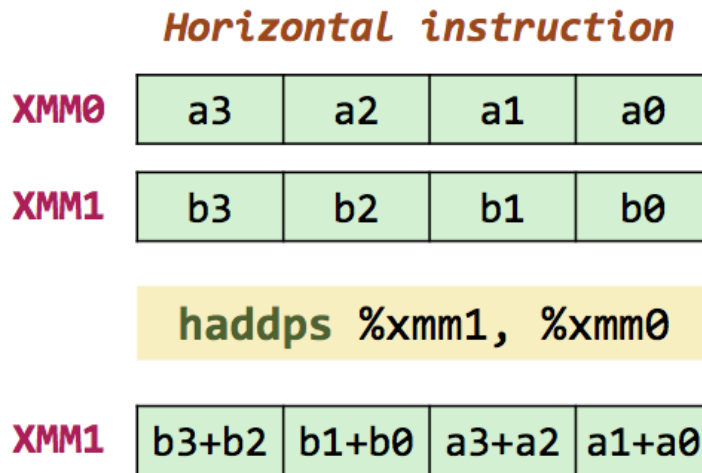 Horizontal instruction
XMM0 a3 a2 a1 a0
XMM1 b3 b2 b1 b0
haddps %xmm1, %xmm0
XMM1 b3+b2 b1+b0 a3+a2 a1+a0